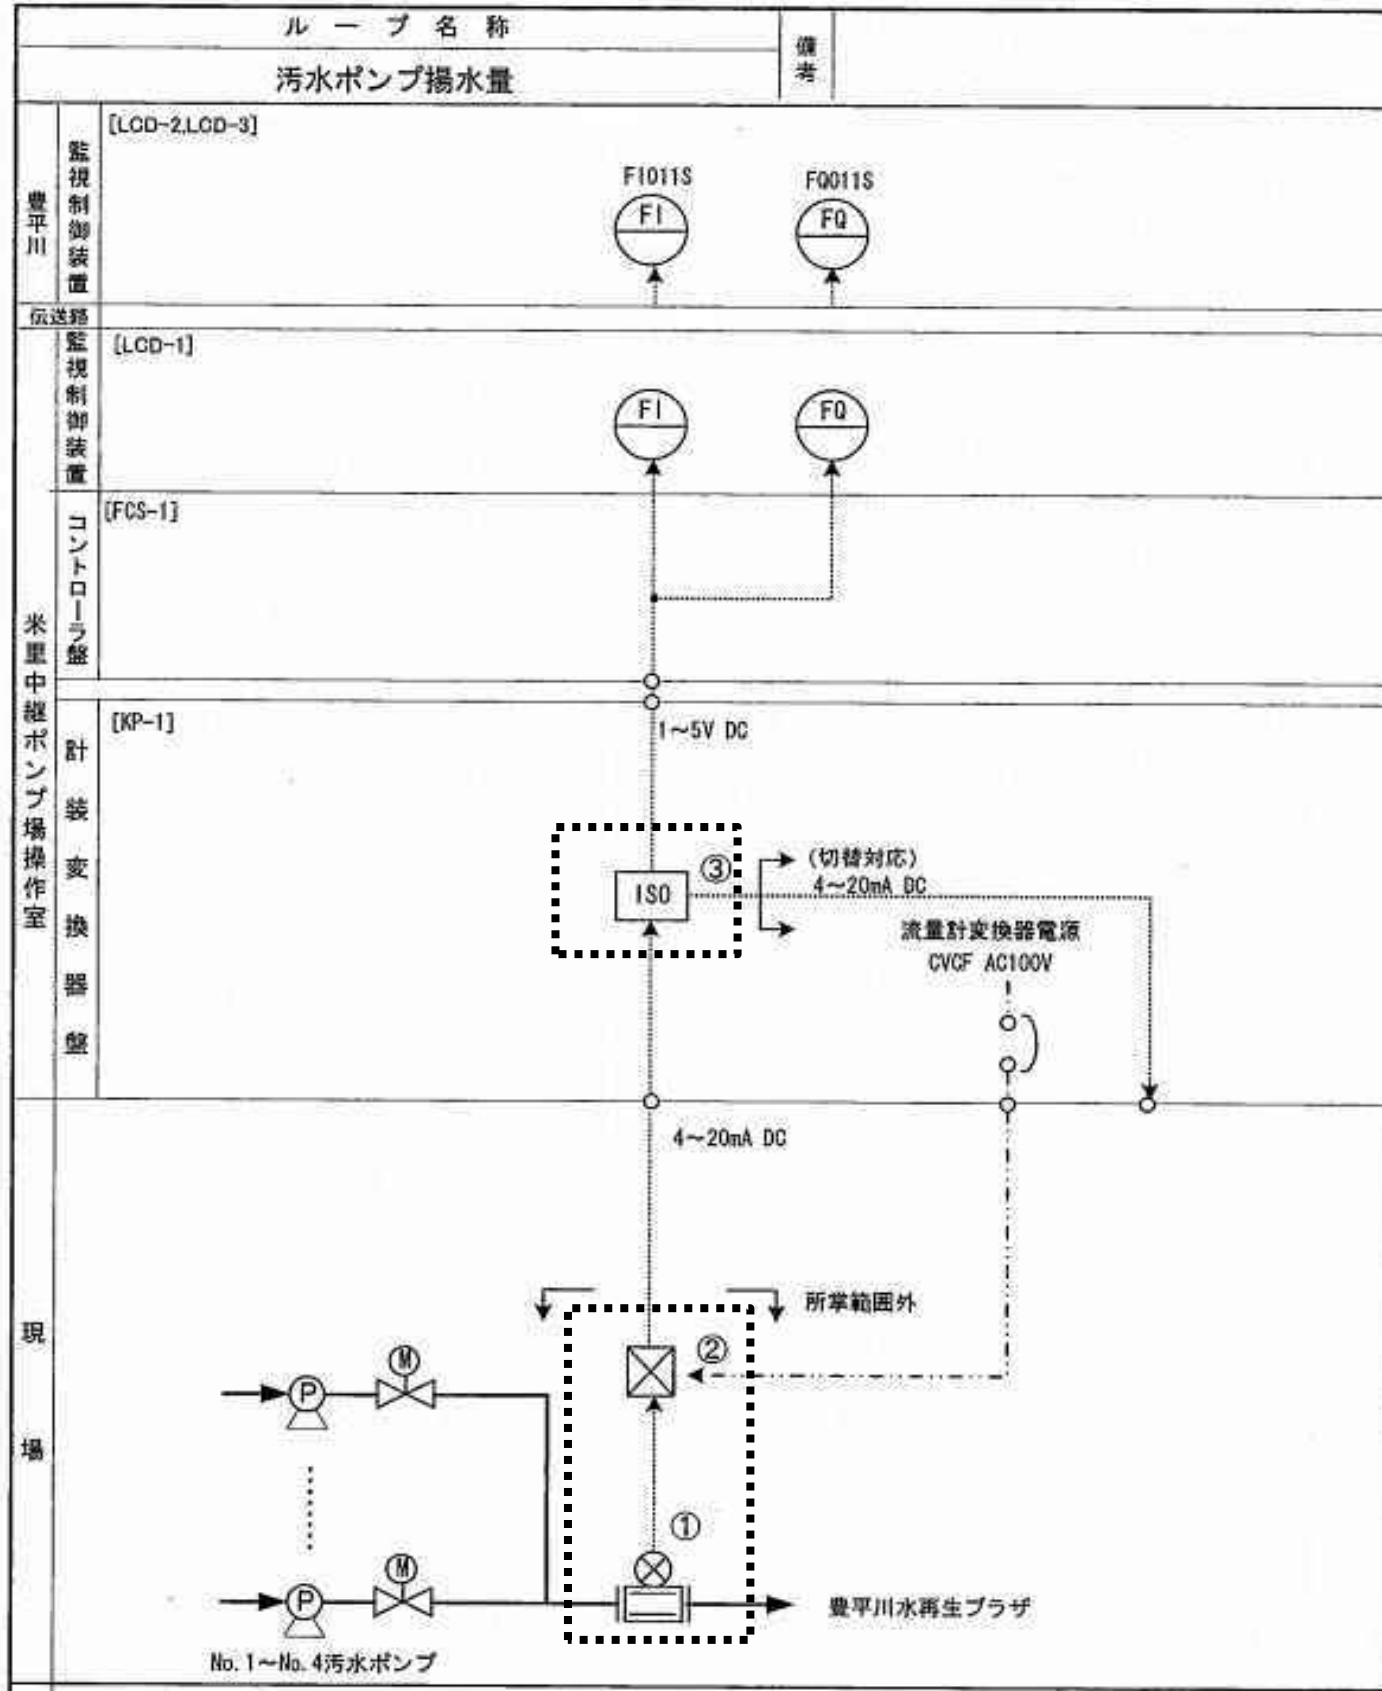 ループ名称
備考
汚水ポンプ揚水量
豊平川
監視制御装置
[LCD-2,LCD-3]
FI011S
FQ011S
FI
FQ
伝送路
監視制御装置
[LCD-1]
FI
FQ
米里中継ポンプ場操作室
コントローラ盤
[FCS-1]
計装変換器盤
[KP-1]
1～5V DC
ISO
③
(切替対応)
4～20mA DC
流量計変換器電源
CVCF AC100V
現場
4～20mA DC
所掌範囲外
②
M
P
①
M
P
豊平川水再生プラザ
No.1～No.4汚水ポンプ